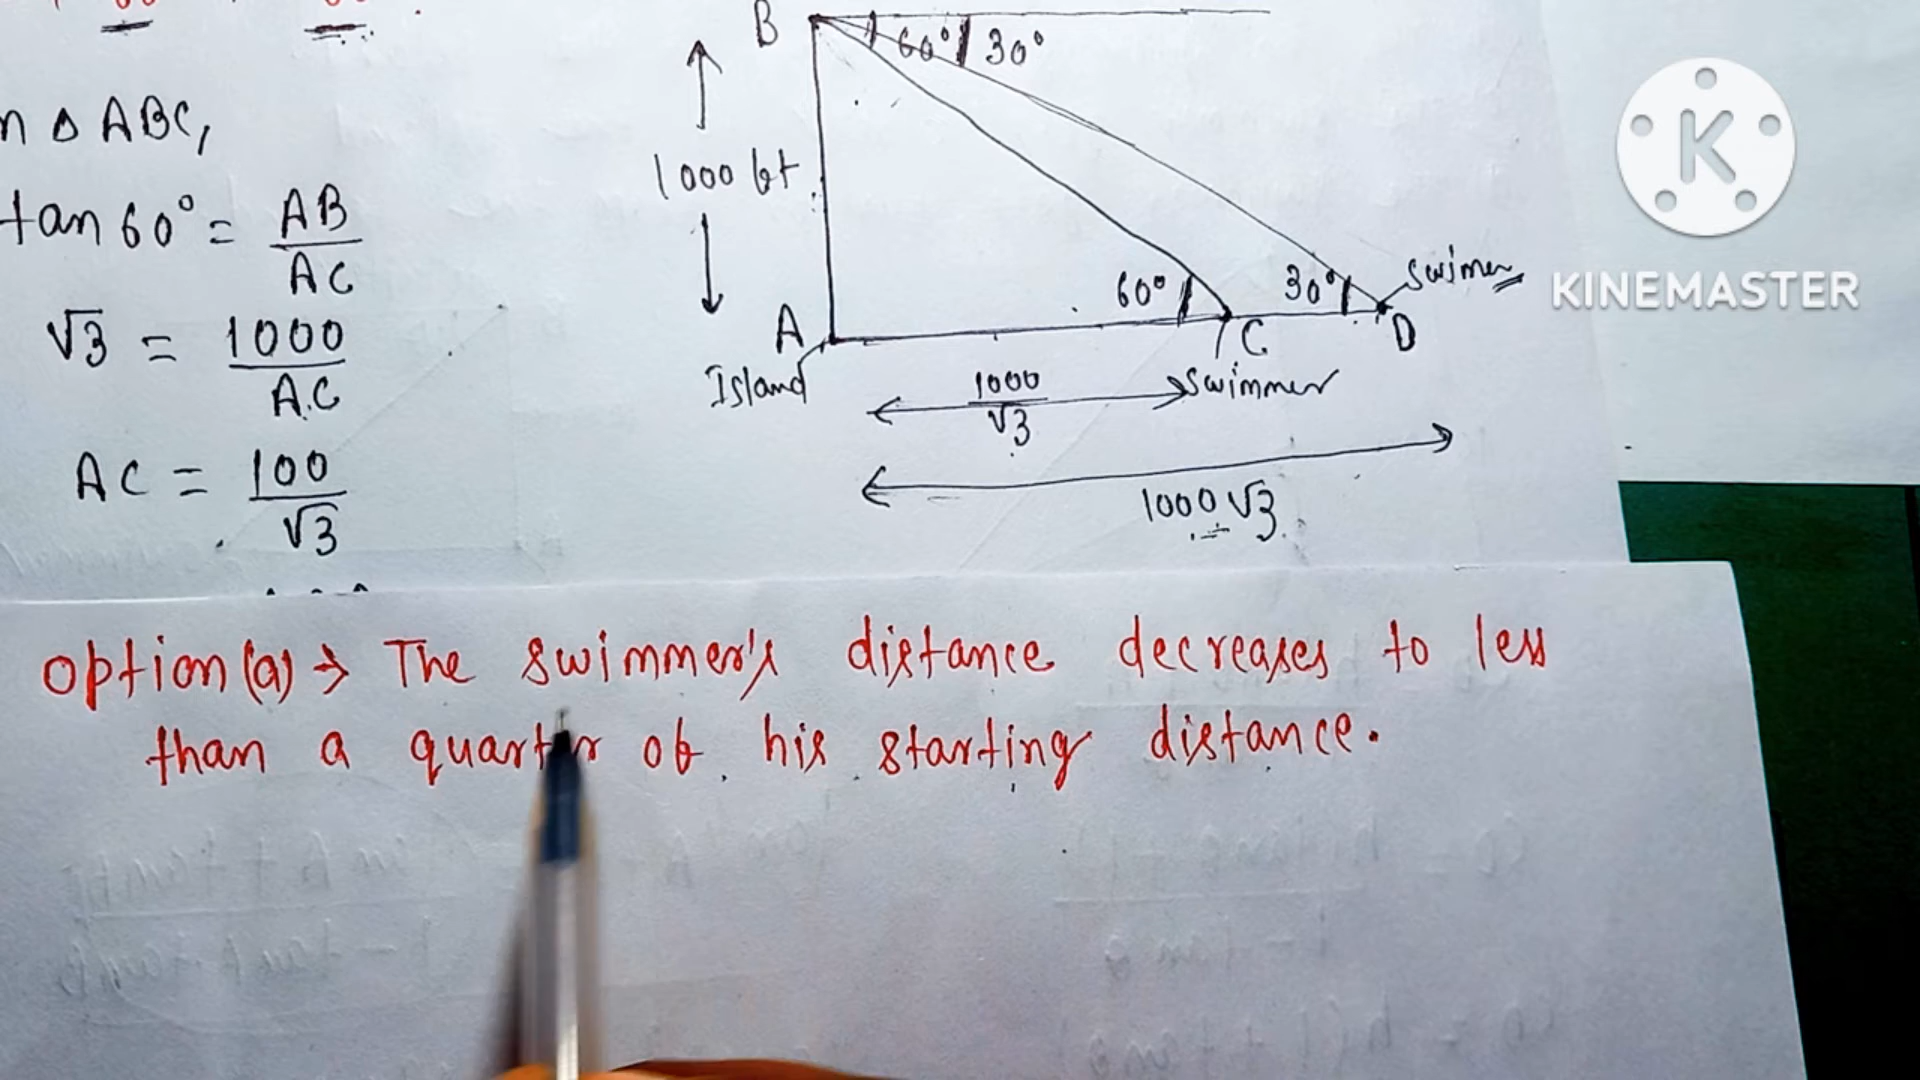 B
60° 30°
n △ ABC,
1000 ft
tan 60° = AB
AC
√3 = 1000
AC
60° 30° swimer
A C D
Island 1000 swimmer
√3
AC = 100
√3
1000√3
option (a) → The swimmer's distance decreases to less
than a quarter of his starting distance.
K
KINEMASTER